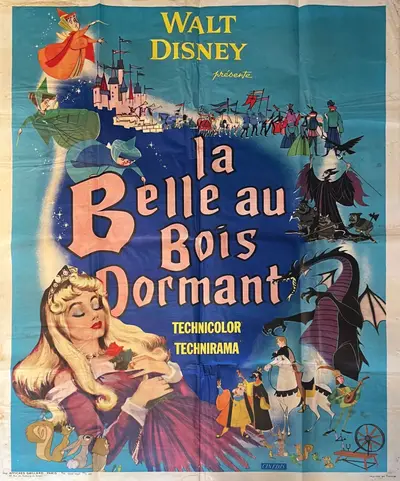 WALT
DISNEY
présente
la
Belle au
Bois
Dormant
TECHNICOLOR
TECHNIRAMA